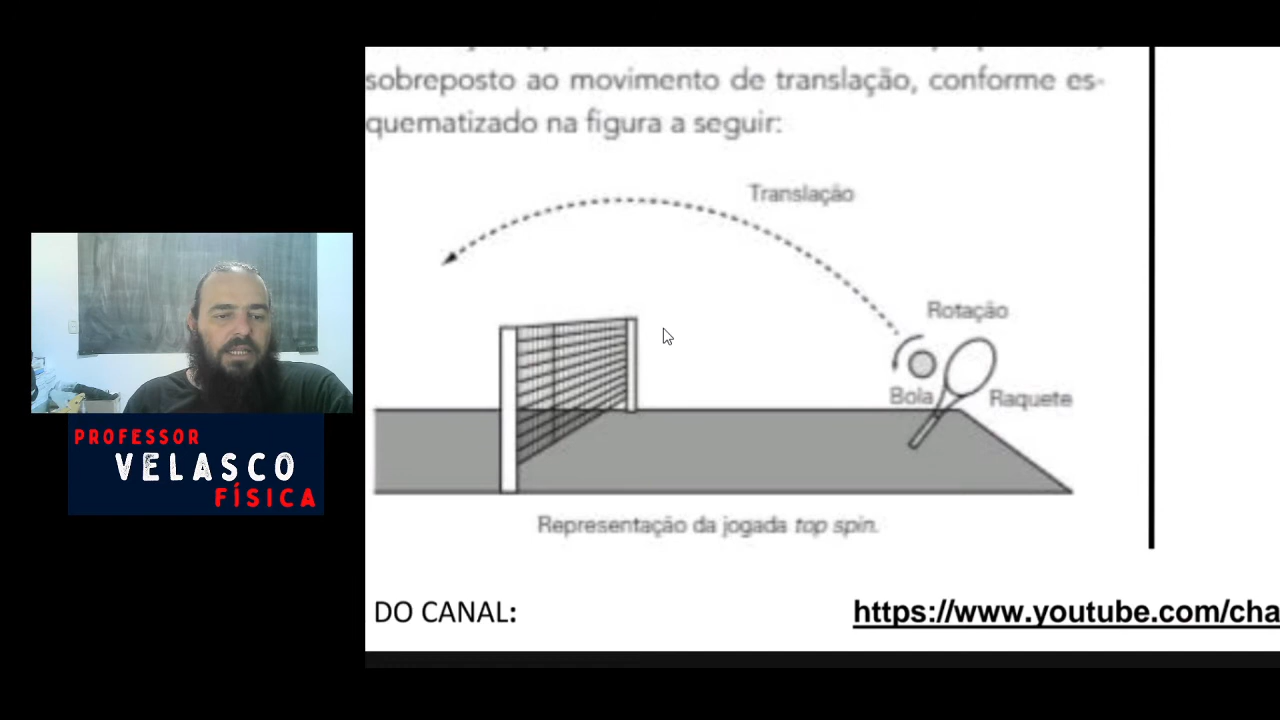 sobreposto ao movimento de translação, conforme es-
quematizado na figura a seguir:
Translação
Rotação
Bola
Raquete
Representação da jogada top spin.
PROFESSOR
VELASCO
FÍSICA
DO CANAL:
https://www.youtube.com/cha